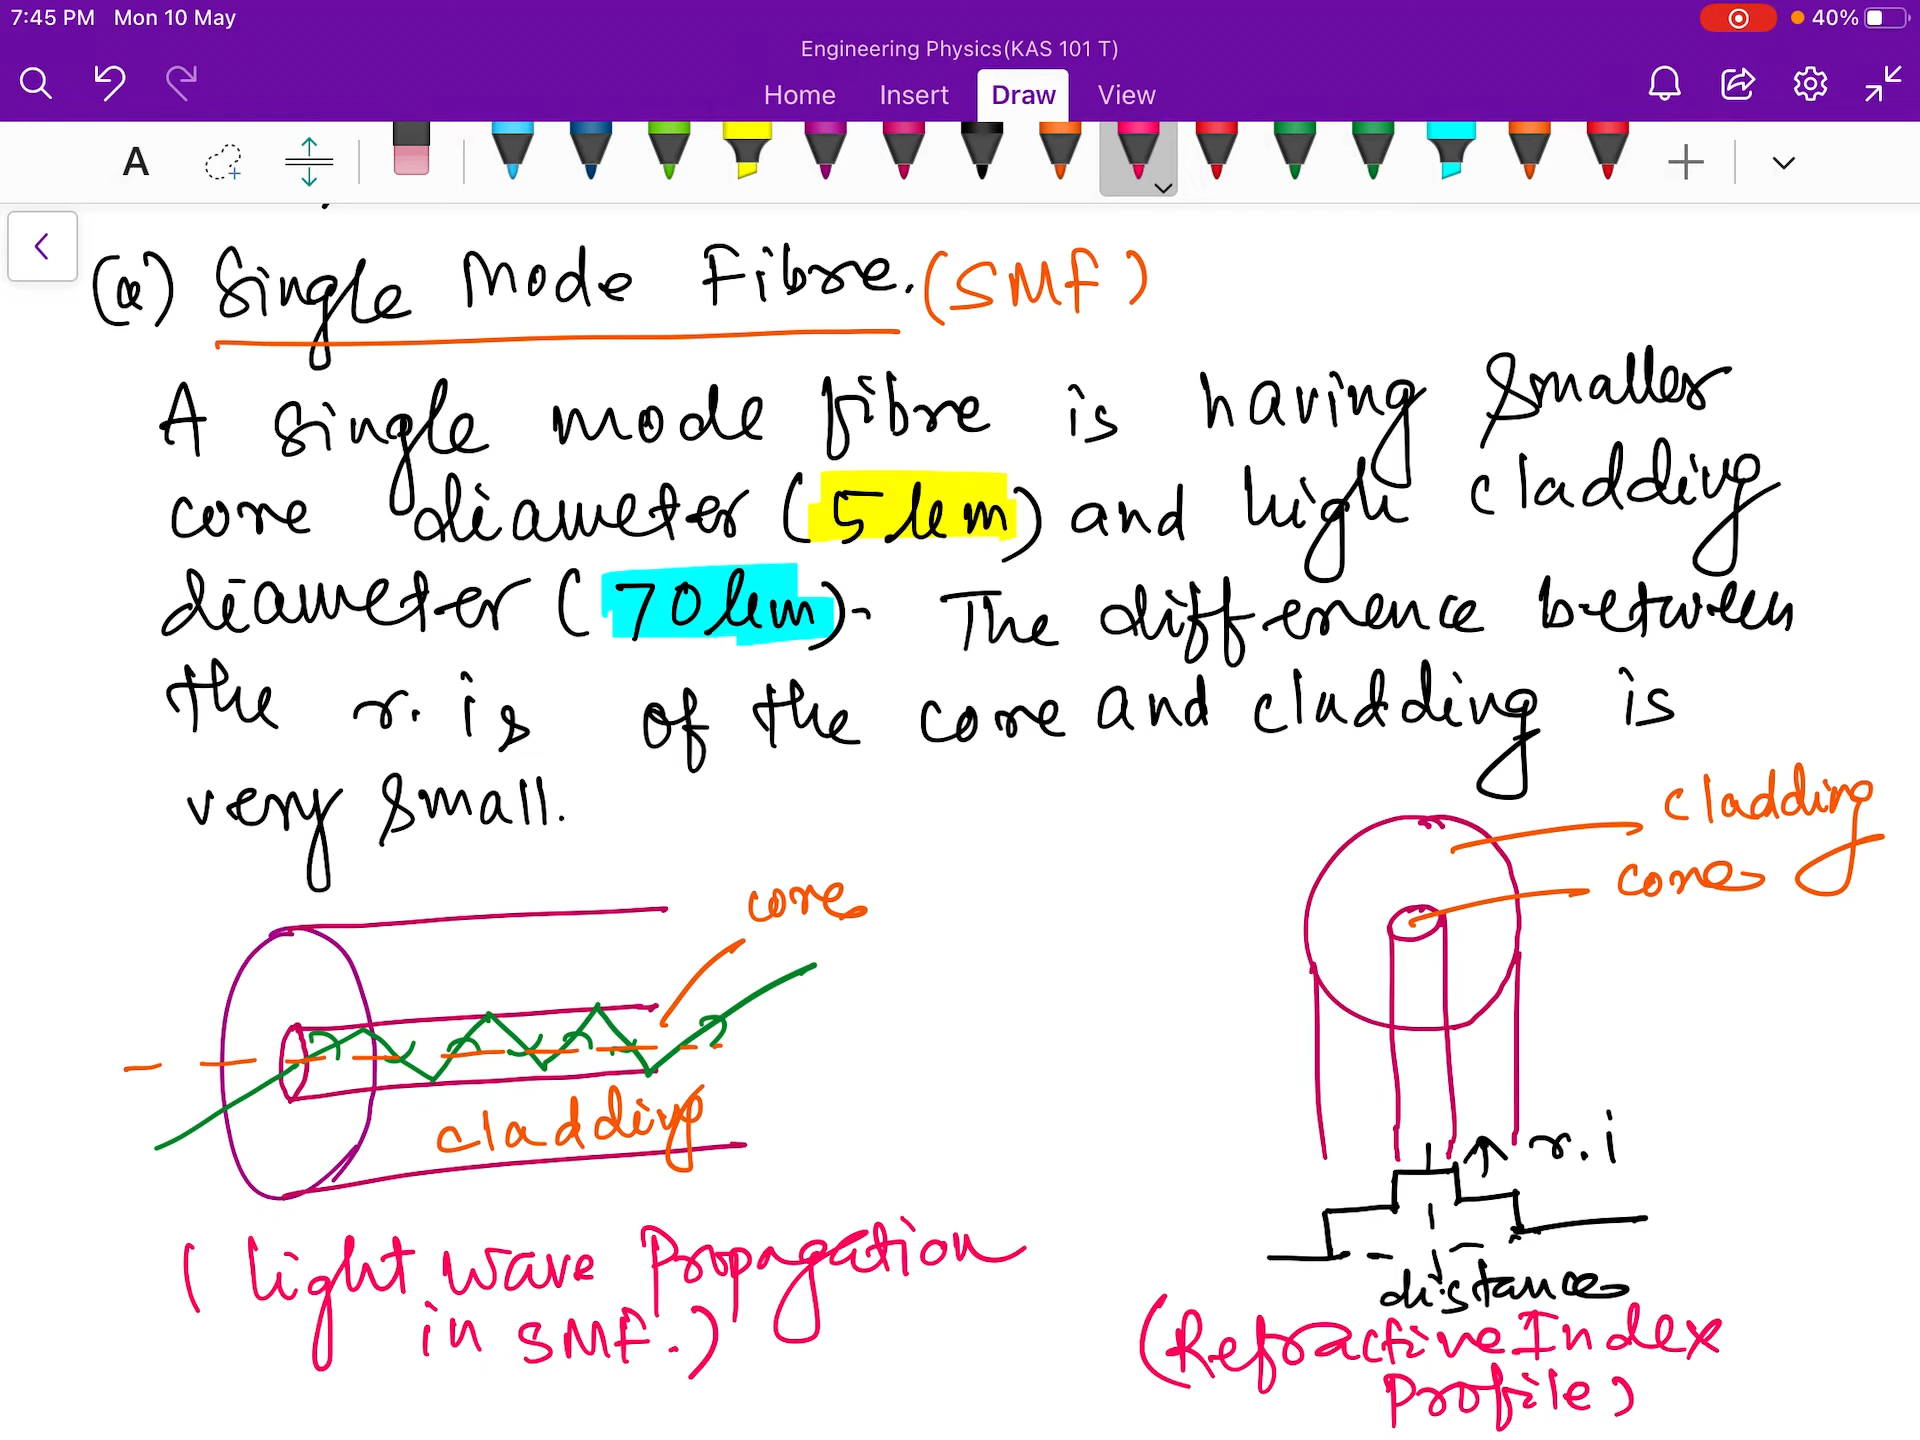 7:45 PM Mon 10 May
40%
Engineering Physics(KAS 101 T)
Home Insert Draw View
A
(a) Single Mode Fibre. (SMF)
A single mode fibre is having smaller
core diameter (5 μm) and high cladding
diameter (70 μm). The difference between
the r.is of the core and cladding is
very small.
cladding
core
core
cladding
r.i
distance
(light wave Propagation
in SMF.)
(Refractive Index
Profile)